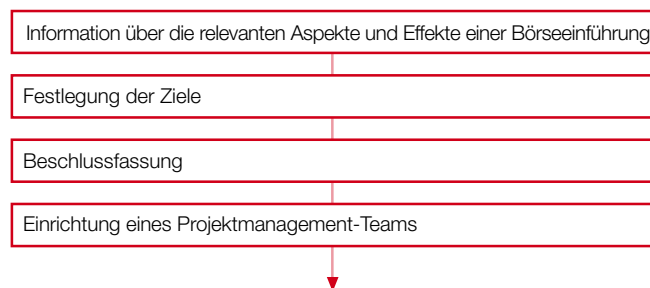 Information über die relevanten Aspekte und Effekte einer Börseeinführung
Festlegung der Ziele
Beschlussfassung
Einrichtung eines Projektmanagement-Teams